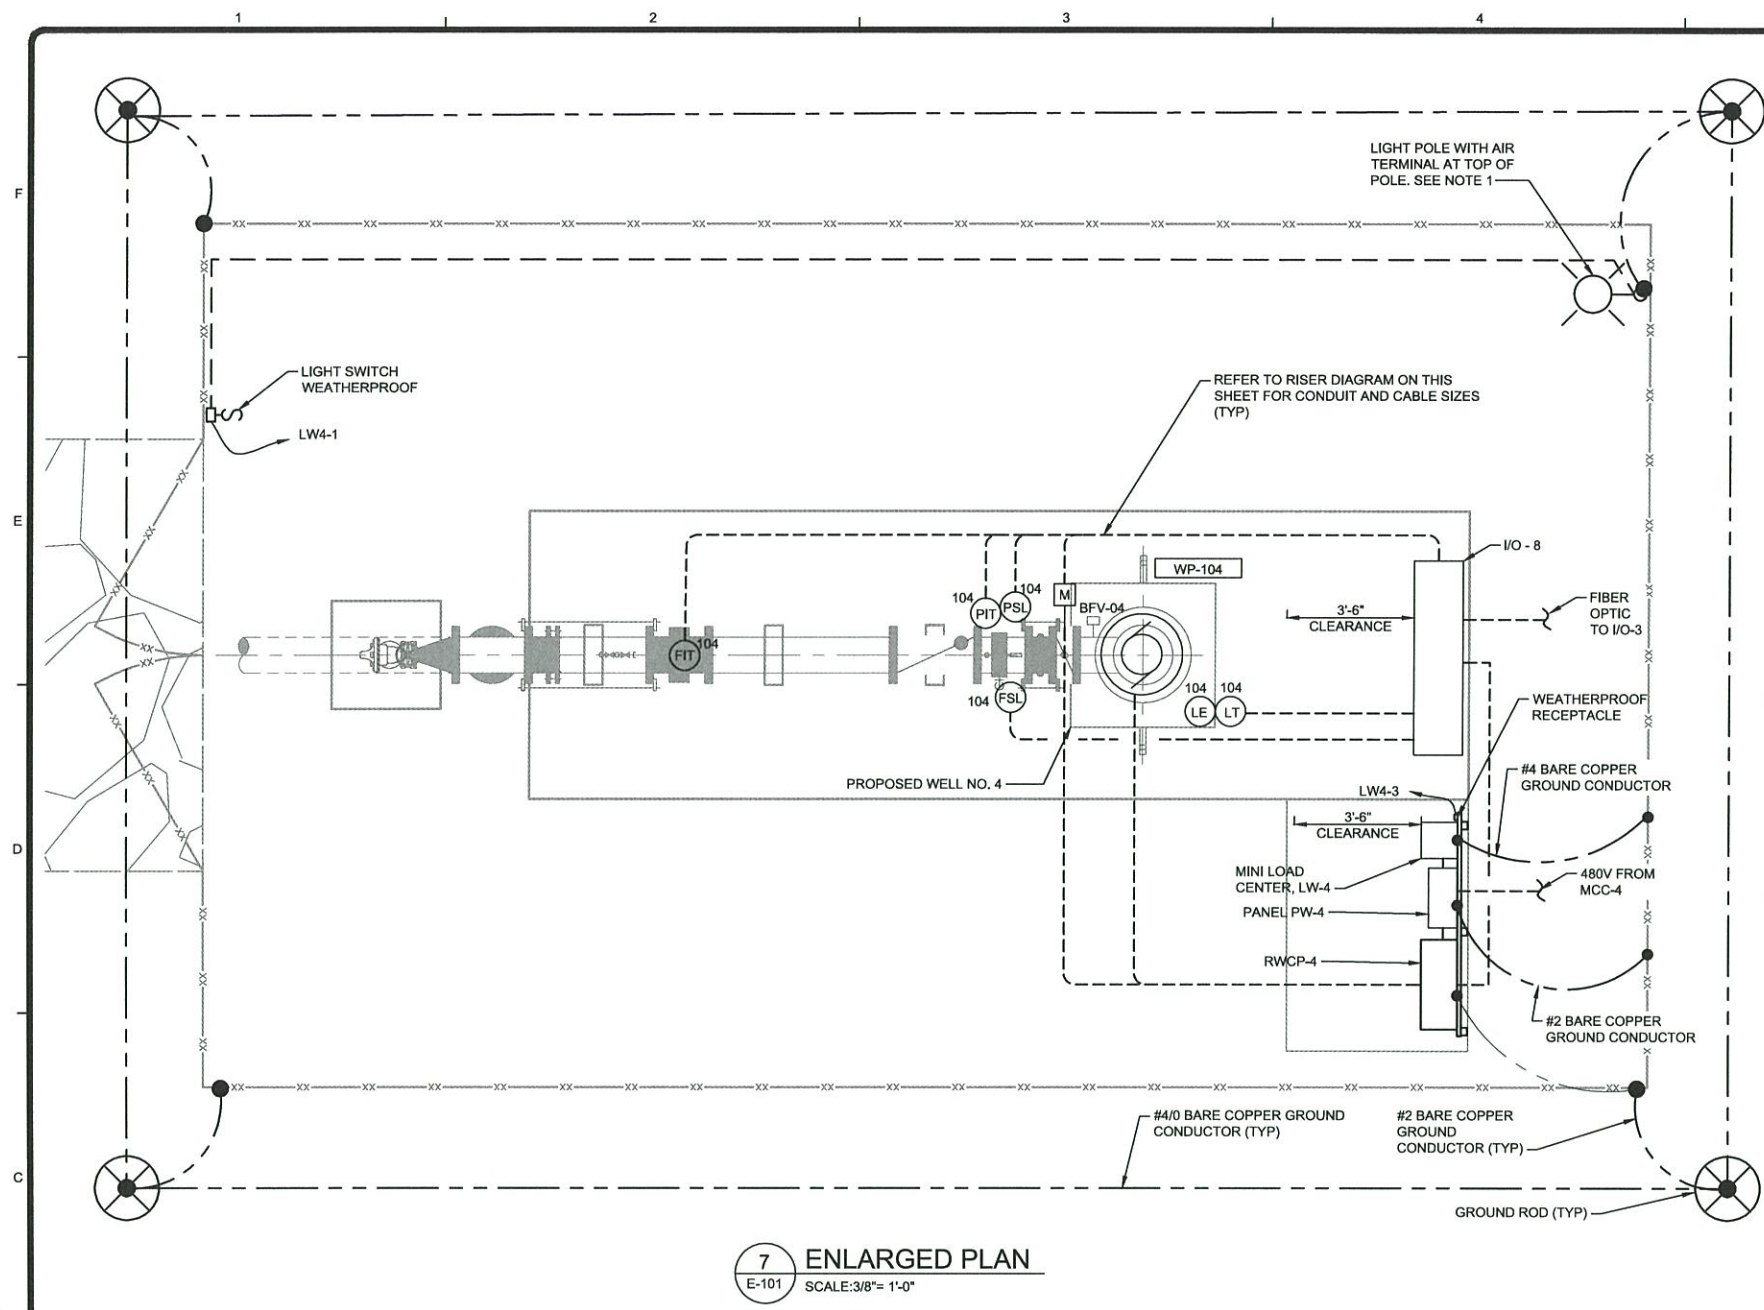 1 2 3 4
F
E
D
C
LIGHT POLE WITH AIR
TERMINAL AT TOP OF
POLE. SEE NOTE 1
LIGHT SWITCH
WEATHERPROOF
LW4-1
REFER TO RISER DIAGRAM ON THIS
SHEET FOR CONDUIT AND CABLE SIZES
(TYP)
I/O - 8
WP-104
FIBER
OPTIC
TO I/O-3
3'-6"
CLEARANCE
104
PIT
104
PSL
M
BFV-04
FIT
104
104
FSL
104
LE
104
LT
WEATHERPROOF
RECEPTACLE
#4 BARE COPPER
GROUND CONDUCTOR
PROPOSED WELL NO. 4
LW4-3
3'-6"
CLEARANCE
MINI LOAD
CENTER, LW-4
480V FROM
MCC-4
PANEL PW-4
RWCP-4
#2 BARE COPPER
GROUND CONDUCTOR
#4/0 BARE COPPER GROUND
CONDUCTOR (TYP)
#2 BARE COPPER
GROUND
CONDUCTOR (TYP)
GROUND ROD (TYP)
7
E-101
ENLARGED PLAN
SCALE:3/8"= 1'-0"